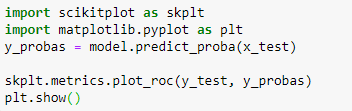 import scikitplot as skplt
import matplotlib.pyplot as plt
y_probas = model.predict_proba(x_test)
skplt.metrics.plot_roc(y_test, y_probas)
plt.show()